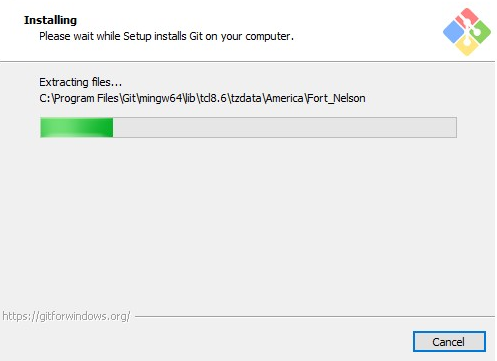 Installing
Please wait while Setup installs Git on your computer.
Extracting files...
C:\Program Files\Git\mingw64\lib\tcl8.6\tzdata\America\Fort_Nelson
https://gitforwindows.org/
Cancel